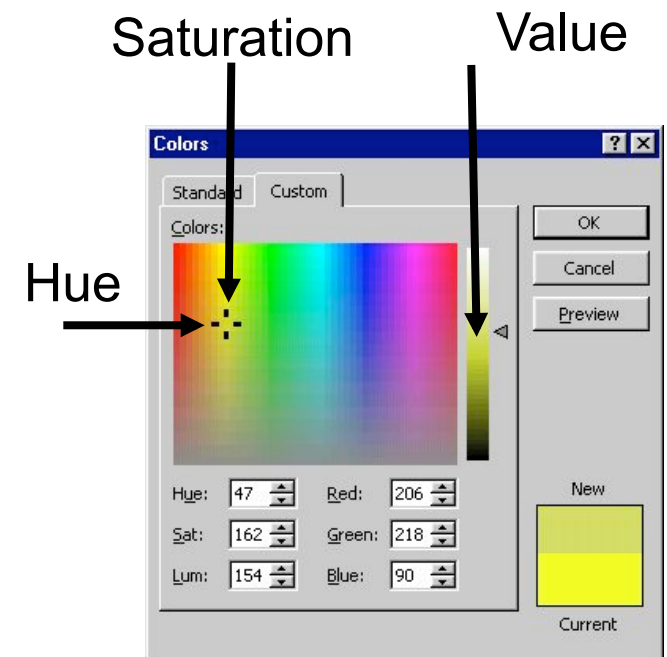 Saturation Value
Colors
Standard Custom
Colors:
OK
Cancel
Preview
Hue
Hue: 47 Red: 206
Sat: 162 Green: 218
Lum: 154 Blue: 90
New
Current